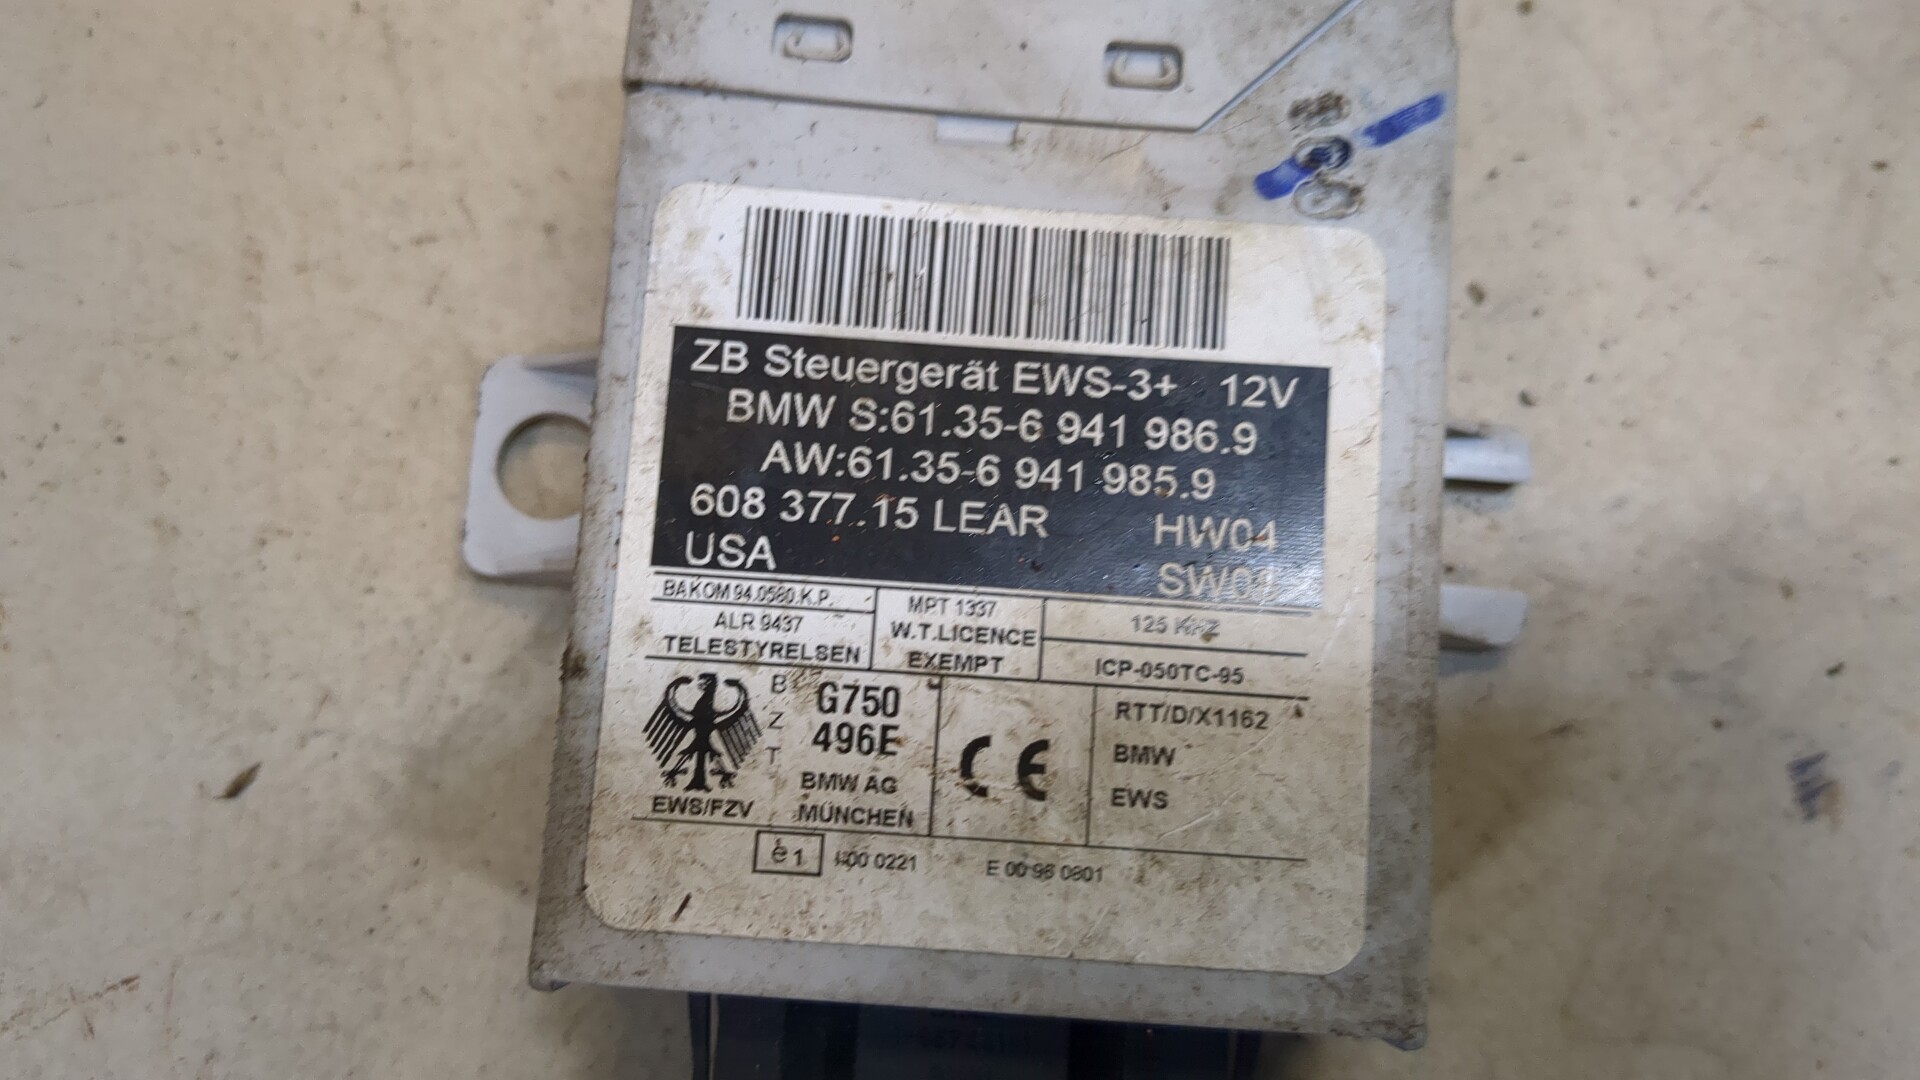 ZB Steuergerät EWS-3+ 12V
BMW S:61.35-6 941 986.9
AW:61.35-6 941 985.9
608 377.15 LEAR HW04
USA
BAKOM 94.0580.K.P.
ALR 9437
TELESTYRELSEN
MPT 1337
W.T.LICENCE
EXEMPT
125 KHZ
ICP-050TC-95
B
Z
T
G750
496E
BMW AG
MÜNCHEN
EWS/FZV
CE
RTT/D/X1162
BMW
EWS
e1 0221
E 00 96 0801